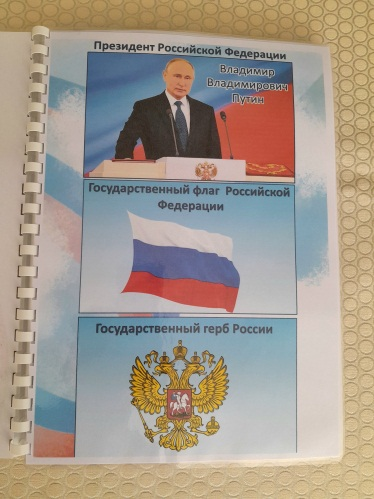 Президент Российской Федерации
Владимир
Владимирович
Путин
Государственный флаг Российской
Федерации
Государственный герб России